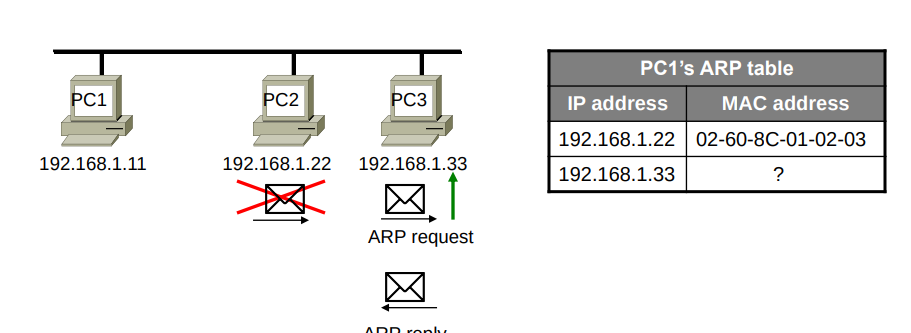 PC1
PC2
PC3
192.168.1.11
192.168.1.22
192.168.1.33
ARP request
ARP reply
PC1’s ARP table
IP address MAC address
192.168.1.22 02-60-8C-01-02-03
192.168.1.33 ?